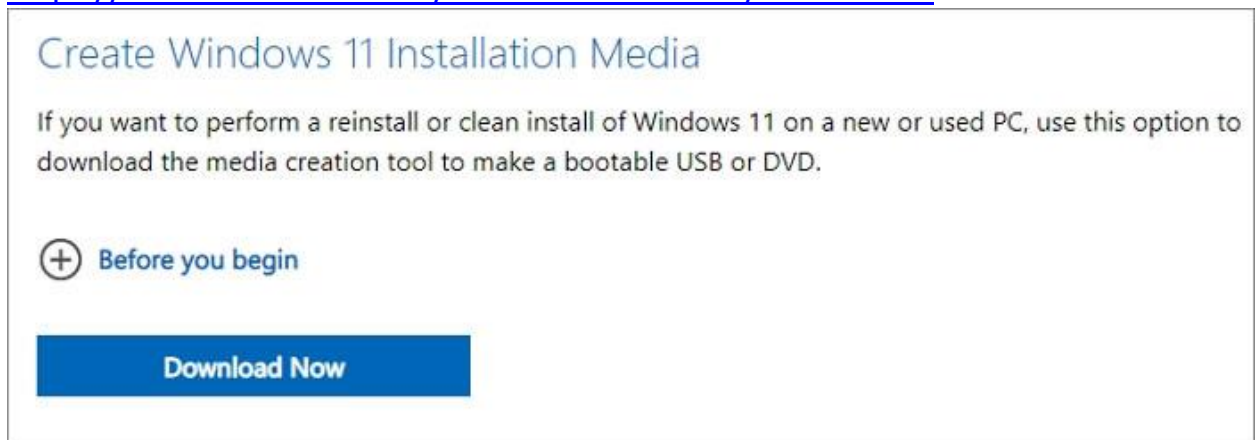 Create Windows 11 Installation Media
If you want to perform a reinstall or clean install of Windows 11 on a new or used PC, use this option to
download the media creation tool to make a bootable USB or DVD.
Before you begin
Download Now